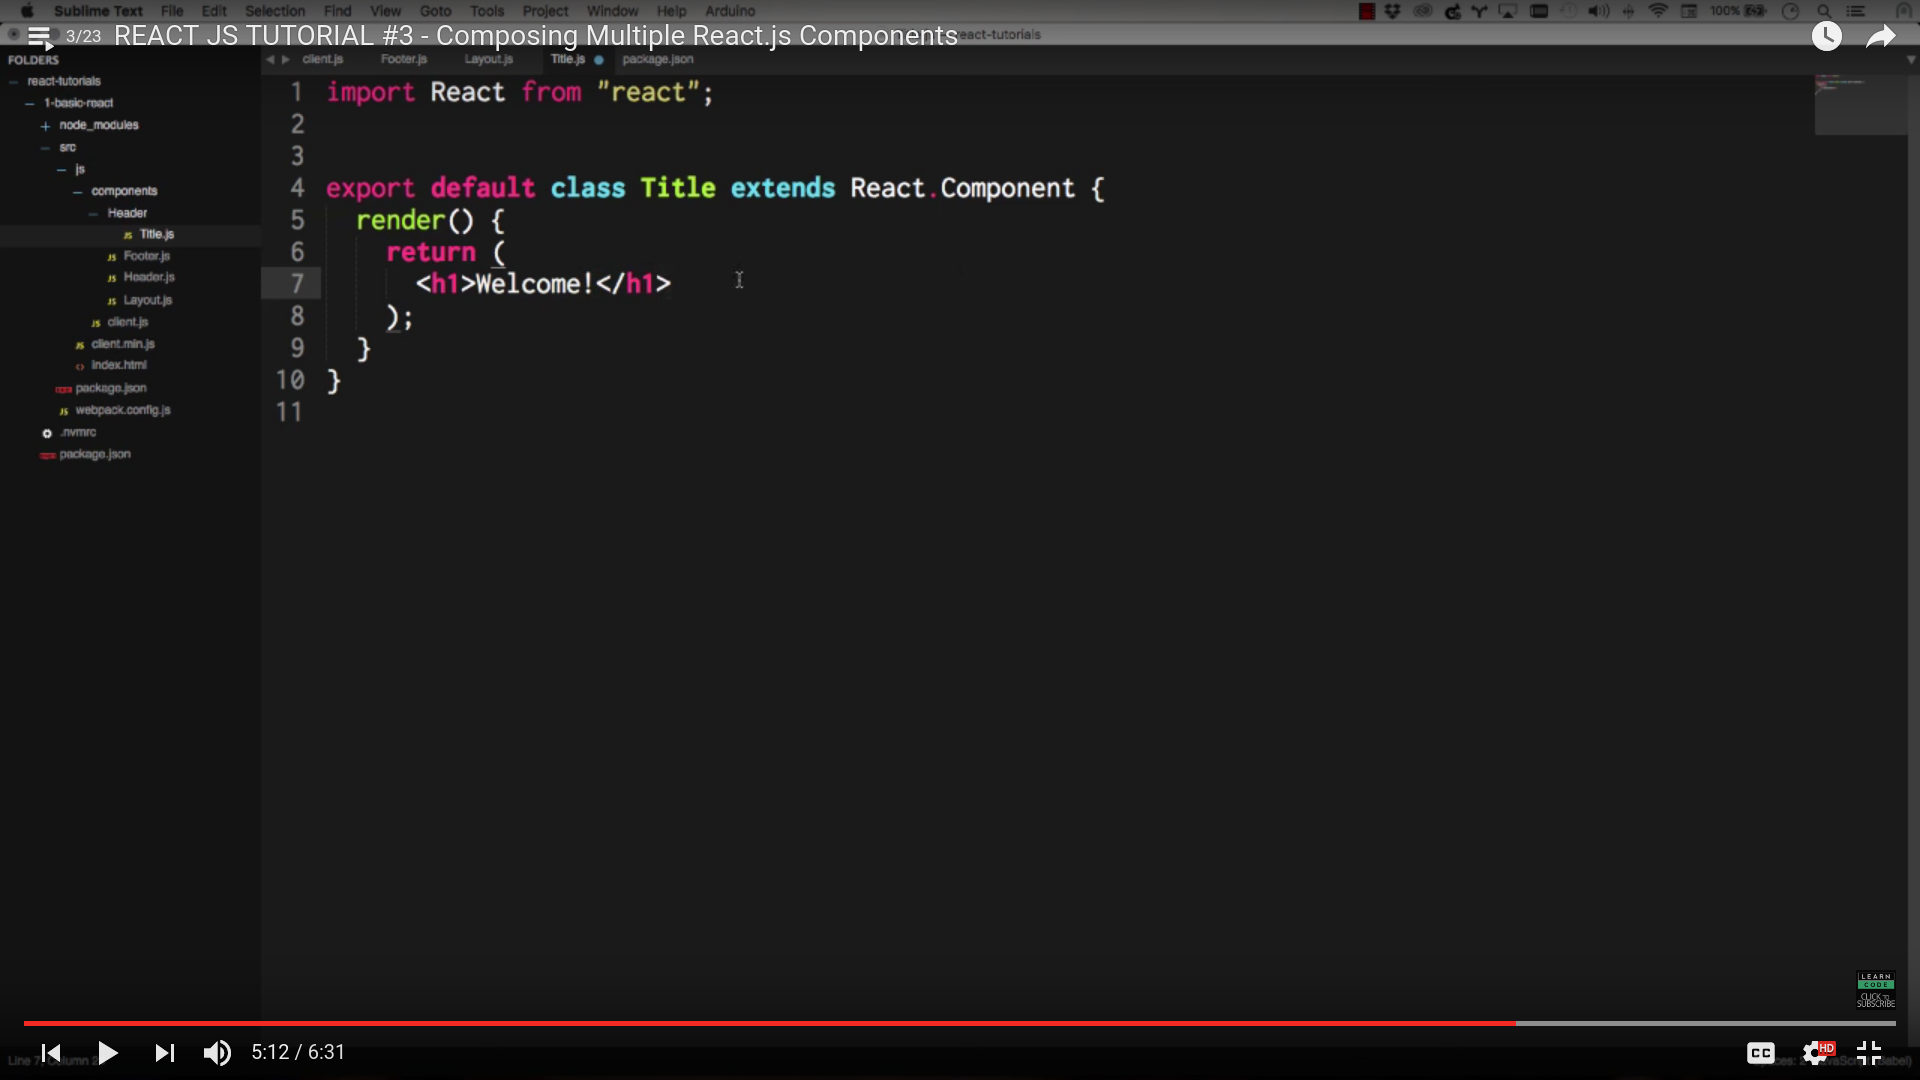 Sublime Text File Edit Selection Find View Goto Tools Project Window Help Arduino 100%
3/23 REACT JS TUTORIAL #3 - Composing Multiple React.js Components react-tutorials
FOLDERS
react-tutorials
1-basic-react
node_modules
src
js
components
Header
Title.js
Footer.js
Header.js
Layout.js
client.js
client.min.js
index.html
package.json
webpack.config.js
.nvmrc
package.json
client.js Footer.js Layout.js Title.js package.json
1 import React from "react";
2
3
4 export default class Title extends React.Component {
5 render() {
6 return (
7 <h1>Welcome!</h1>
8 );
9 }
10 }
11
LEARN
CODE
CLICK TO
SUBSCRIBE
5:12 / 6:31
CC HD